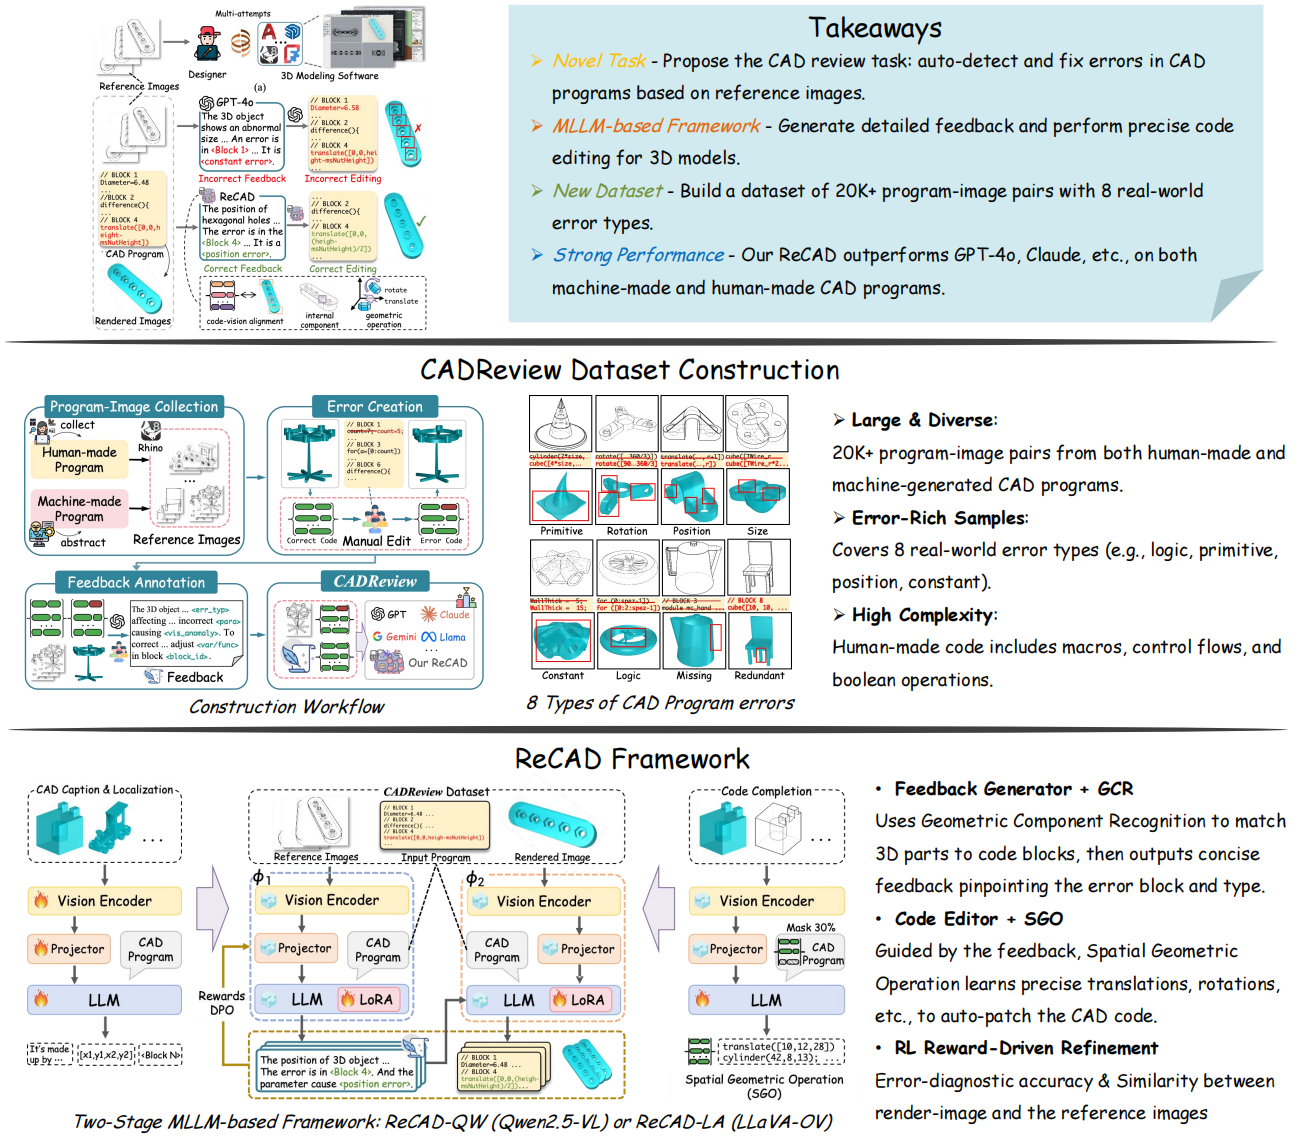 Multi-attempts
Designer
3D Modeling Software
Reference Images
(a)
GPT-4o
The 3D object
shows an abnormal
size ... An error is
in <Block 1> ... It is
<constant error>.
Incorrect Feedback
// BLOCK 1
Diameter=6.58
...
// BLOCK 2
difference(){
...
// BLOCK 4
translate([0,0,hei
ght-msNutHeight])
Incorrect Editing
✗
// BLOCK 1
Diameter=6.48
...
//BLOCK 2
difference(){
...
// BLOCK 4
translate([0,0,h
eight-
msNutHeight])
CAD Program
Rendered Images
ReCAD
The position of
hexagonal holes ...
The error is in the
<Block 4> ... It is a
<position error>.
Correct Feedback
...
// BLOCK 2
difference(){
...
// BLOCK 4
translate([0,0,
(heigh-
msNutHeight)/2])
Correct Editing
✓
code-vision alignment
internal
component
rotate
translate
geometric
operation
Takeaways
➢ Novel Task - Propose the CAD review task: auto-detect and fix errors in CAD
programs based on reference images.
➢ MLLM-based Framework - Generate detailed feedback and perform precise code
editing for 3D models.
➢ New Dataset - Build a dataset of 20K+ program-image pairs with 8 real-world
error types.
➢ Strong Performance - Our ReCAD outperforms GPT-4o, Claude, etc., on both
machine-made and human-made CAD programs.
CADReview Dataset Construction
Program-Image Collection
collect
Human-made
Program
Rhino
Machine-made
Program
abstract
Reference Images
...
Error Creation
// BLOCK 1
count=7; count=5;
...
// BLOCK 3
for(a=[0:count])
...
// BLOCK 6
difference(){
Correct Code
Manual Edit
Error Code
Feedback Annotation
The 3D object ... <err_typ>
affecting ... incorrect <para>
causing <vis_anomaly>. To
correct ... adjust <var/func>
in block <block_id>.
Feedback
CADReview
GPT
Claude
Gemini
Llama
...
Our ReCAD
Construction Workflow
cylinder(2*size,
cube([4*size,...
rotate([...360/3])
rotate([90...360/3]
translate(...,r+1])
translate(...,r])
cube([TWire_r...
cube([TWire_r*2...
Primitive
Rotation
Position
Size
WallThick = 5;
WallThick = 15;
for (0:spez-1])
for ([0:2:spez-1])
// BLOCK 3
module mc_hand ...
// BLOCK 8
cube([10, 10, ...
Constant
Logic
Missing
Redundant
8 Types of CAD Program errors
➢ Large & Diverse:
20K+ program-image pairs from both human-made and
machine-generated CAD programs.
➢ Error-Rich Samples:
Covers 8 real-world error types (e.g., logic, primitive,
position, constant).
➢ High Complexity:
Human-made code includes macros, control flows, and
boolean operations.
ReCAD Framework
CAD Caption & Localization
...
Vision Encoder
Projector
CAD
Program
LLM
It's made
up by ...
[x1,y1,x2,y2]
<Block N>
CADReview Dataset
// BLOCK 1
Diameter=6.48 ...
// BLOCK 2
difference(){ ...
// BLOCK 4
translate([0,0,heigh-msNutHeight])
...
Reference Images
Input Program
Rendered Image
ϕ1
Vision Encoder
Projector
CAD
Program
LLM
LoRA
Rewards
DPO
ϕ2
Vision Encoder
CAD
Program
Projector
LLM
LoRA
The position of 3D object ...
The error is in <Block 4>. And the
parameter cause <position error>.
// BLOCK 1
Diameter=6.48 ...
// BLOCK 4
translate([0,0,(heigh-
msNutHeight)/2])...
Code Completion
...
Vision Encoder
Mask 30%
Projector
CAD
Program
LLM
translate([10,12,28])
cylinder(42,8,13); ...
Spatial Geometric Operation
(SGO)
Two-Stage MLLM-based Framework: ReCAD-QW (Qwen2.5-VL) or ReCAD-LA (LLaVA-OV)
• Feedback Generator + GCR
Uses Geometric Component Recognition to match
3D parts to code blocks, then outputs concise
feedback pinpointing the error block and type.
• Code Editor + SGO
Guided by the feedback, Spatial Geometric
Operation learns precise translations, rotations,
etc., to auto-patch the CAD code.
• RL Reward-Driven Refinement
Error-diagnostic accuracy & Similarity between
render-image and the reference images